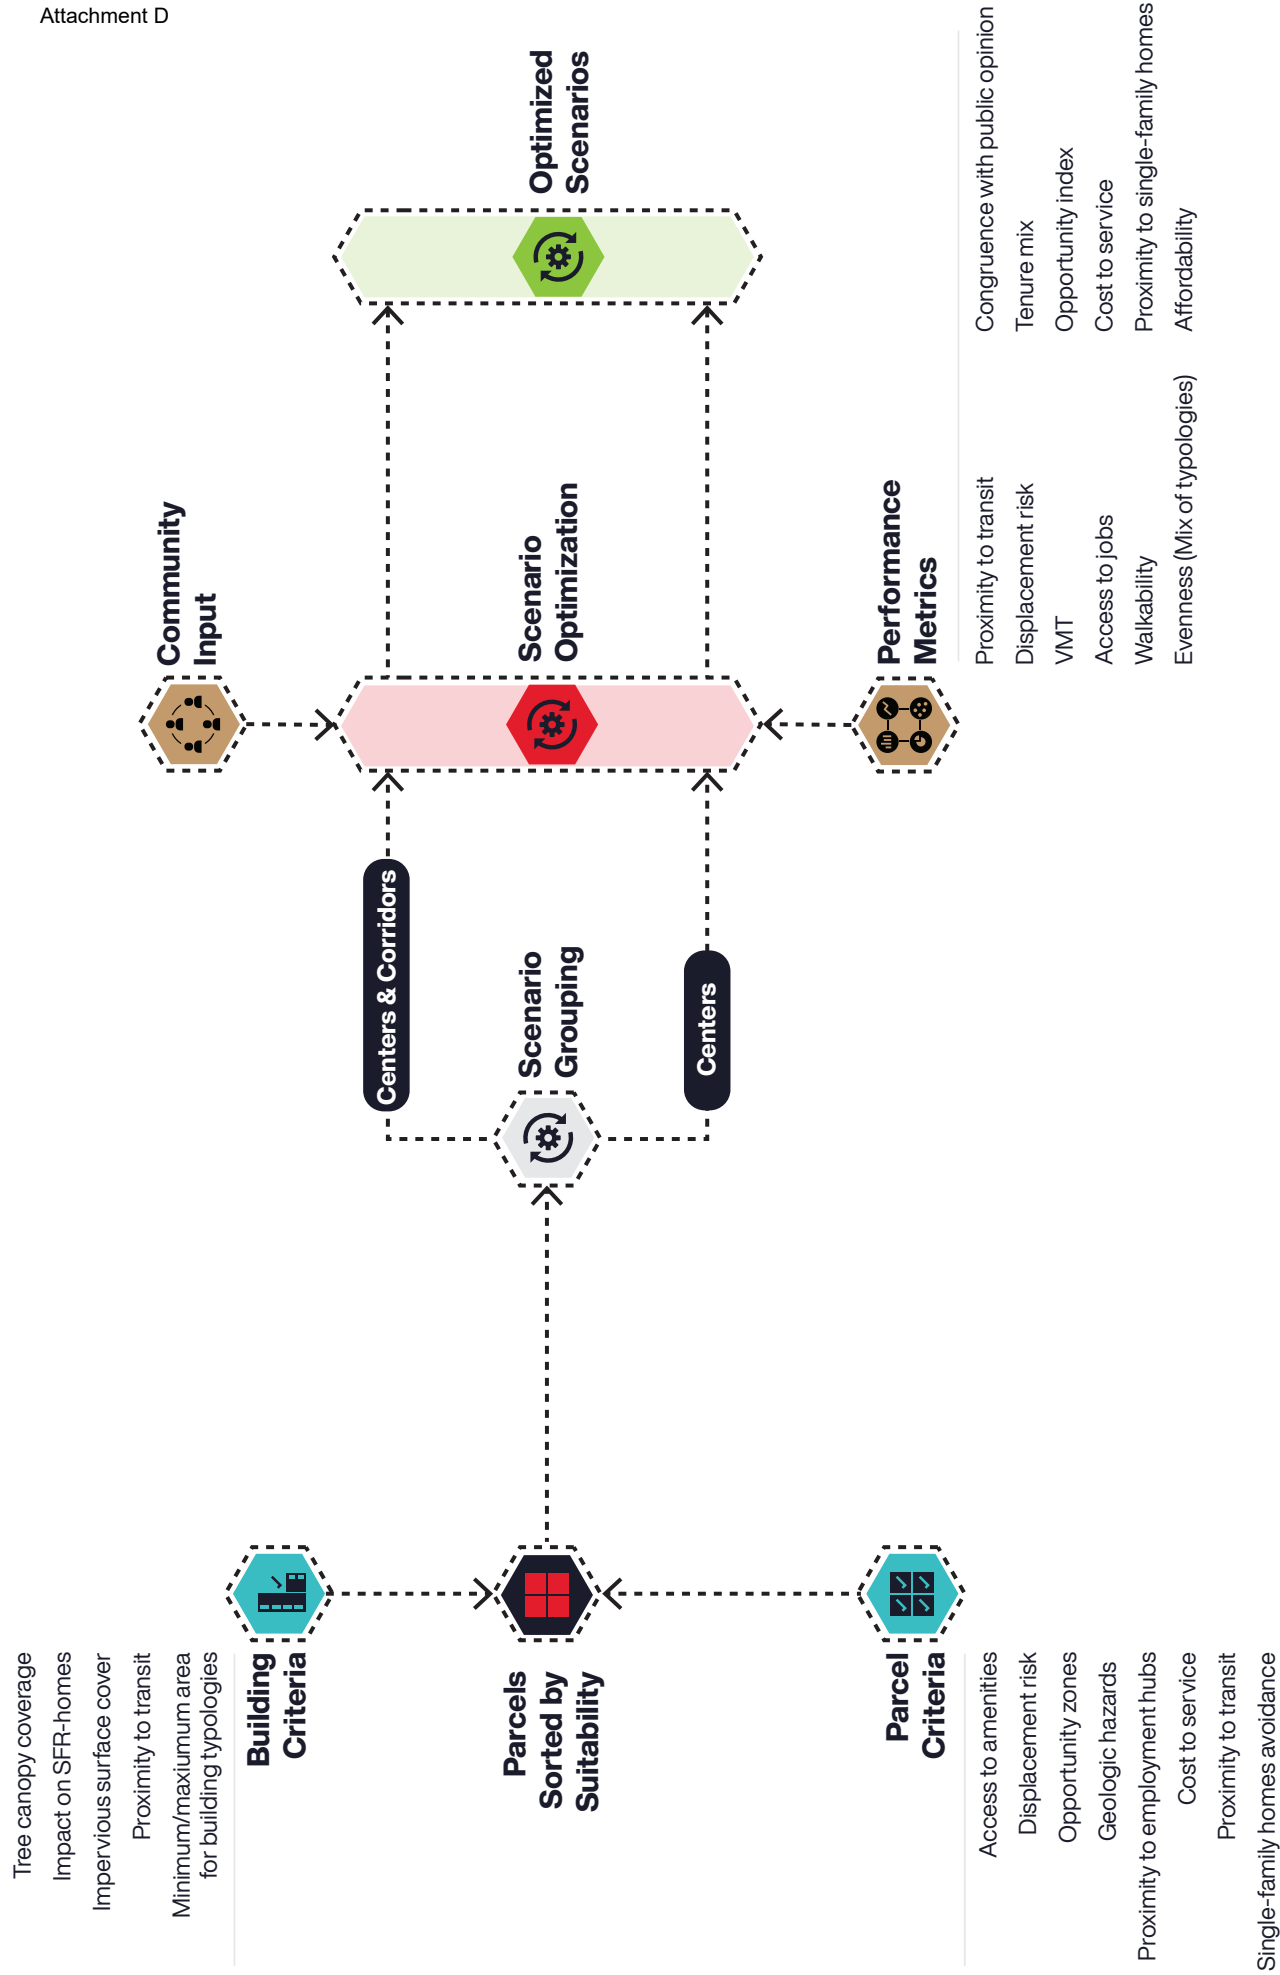 Attachment D
Tree canopy coverage
Impact on SFR-homes
Impervious surface cover
Proximity to transit
Minimum/maxiumum area
for building typologies
Building
Criteria
Parcels
Sorted by
Suitability
Parcel
Criteria
Access to amenities
Displacement risk
Opportunity zones
Geologic hazards
Proximity to employment hubs
Cost to service
Proximity to transit
Single-family homes avoidance
Scenario
Grouping
Centers & Corridors
Centers
Community
Input
Scenario
Optimization
Performance
Metrics
Proximity to transit
Displacement risk
VMT
Access to jobs
Walkability
Evenness (Mix of typologies)
Congruence with public opinion
Tenure mix
Opportunity index
Cost to service
Proximity to single-family homes
Affordability
Optimized
Scenarios